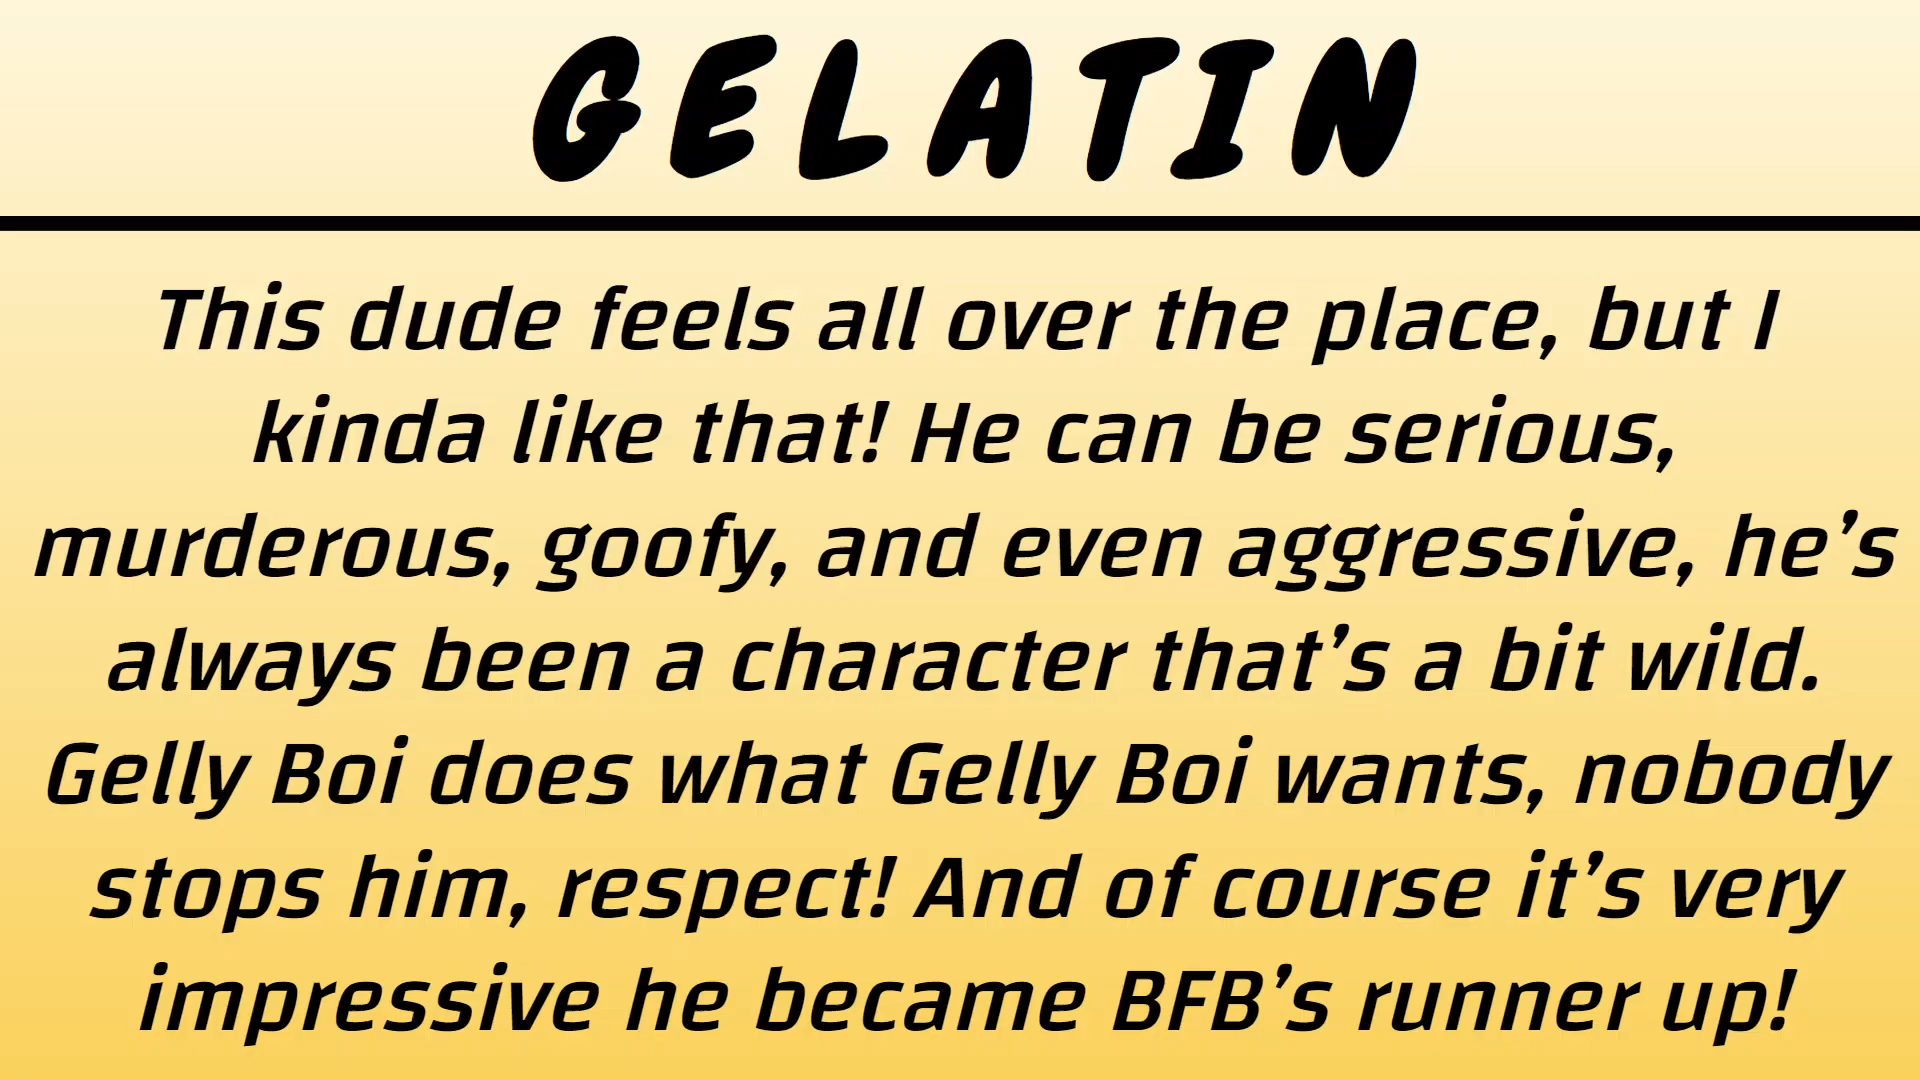 GELATIN
This dude feels all over the place, but I
kinda like that! He can be serious,
murderous, goofy, and even aggressive, he’s
always been a character that’s a bit wild.
Gelly Boi does what Gelly Boi wants, nobody
stops him, respect! And of course it’s very
impressive he became BFB’s runner up!